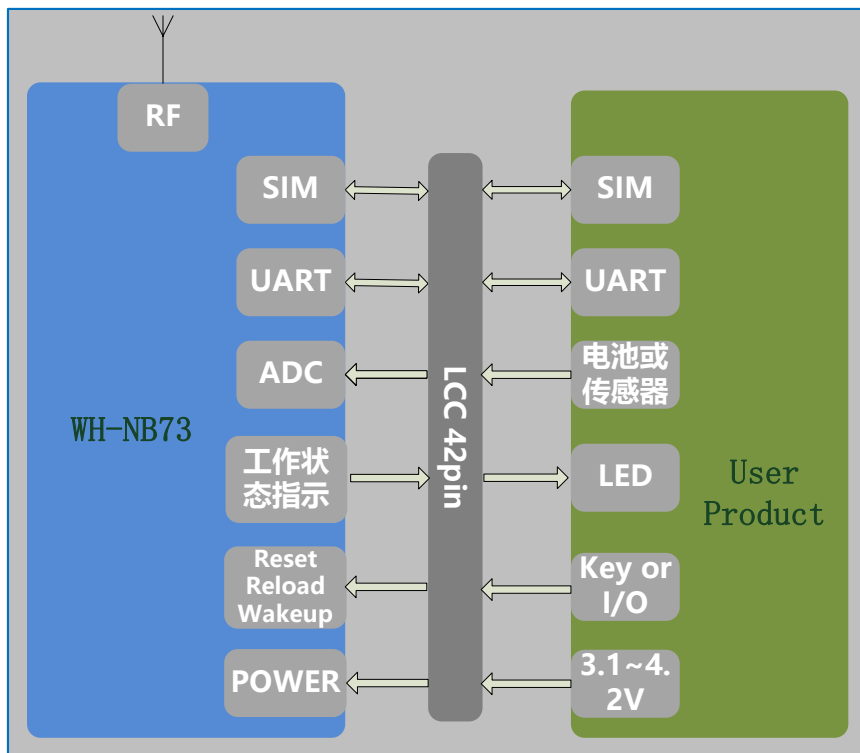 RF
SIM
UART
ADC
工作状
态指示
Reset
Reload
Wakeup
POWER
WH-NB73
LCC 42pin
SIM
UART
电池或
传感器
LED
Key or
I/O
3.1~4.
2V
User
Product